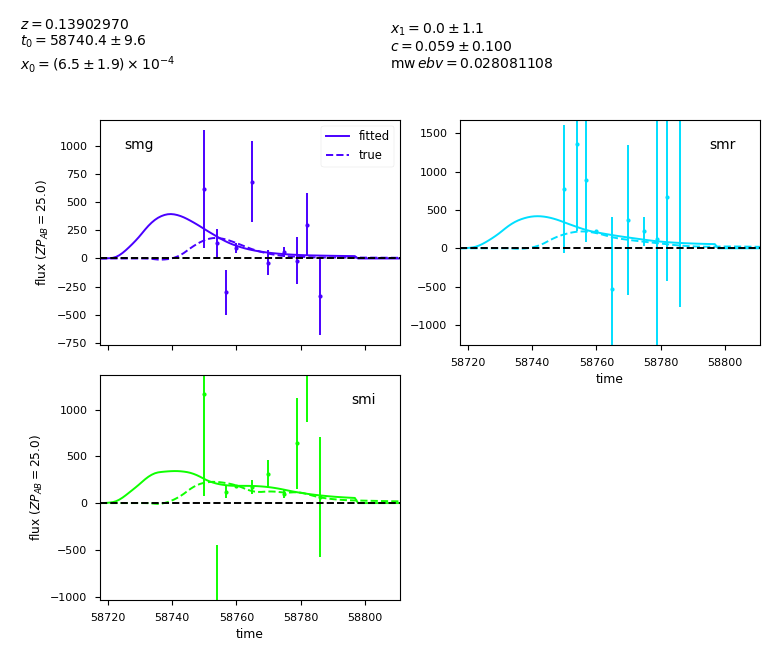 z = 0.13902970
t₀ = 58740.4 ± 9.6
x₀ = (6.5 ± 1.9) × 10⁻⁴
x₁ = 0.0 ± 1.1
c = 0.059 ± 0.100
mw ebv = 0.028081108
smg
fitted
true
1000
750
500
250
0
−250
−500
−750
flux (ZP_AB = 25.0)
smr
1500
1000
500
0
−500
−1000
58720 58740 58760 58780 58800
time
smi
1000
500
0
−500
−1000
flux (ZP_AB = 25.0)
58720 58740 58760 58780 58800
time